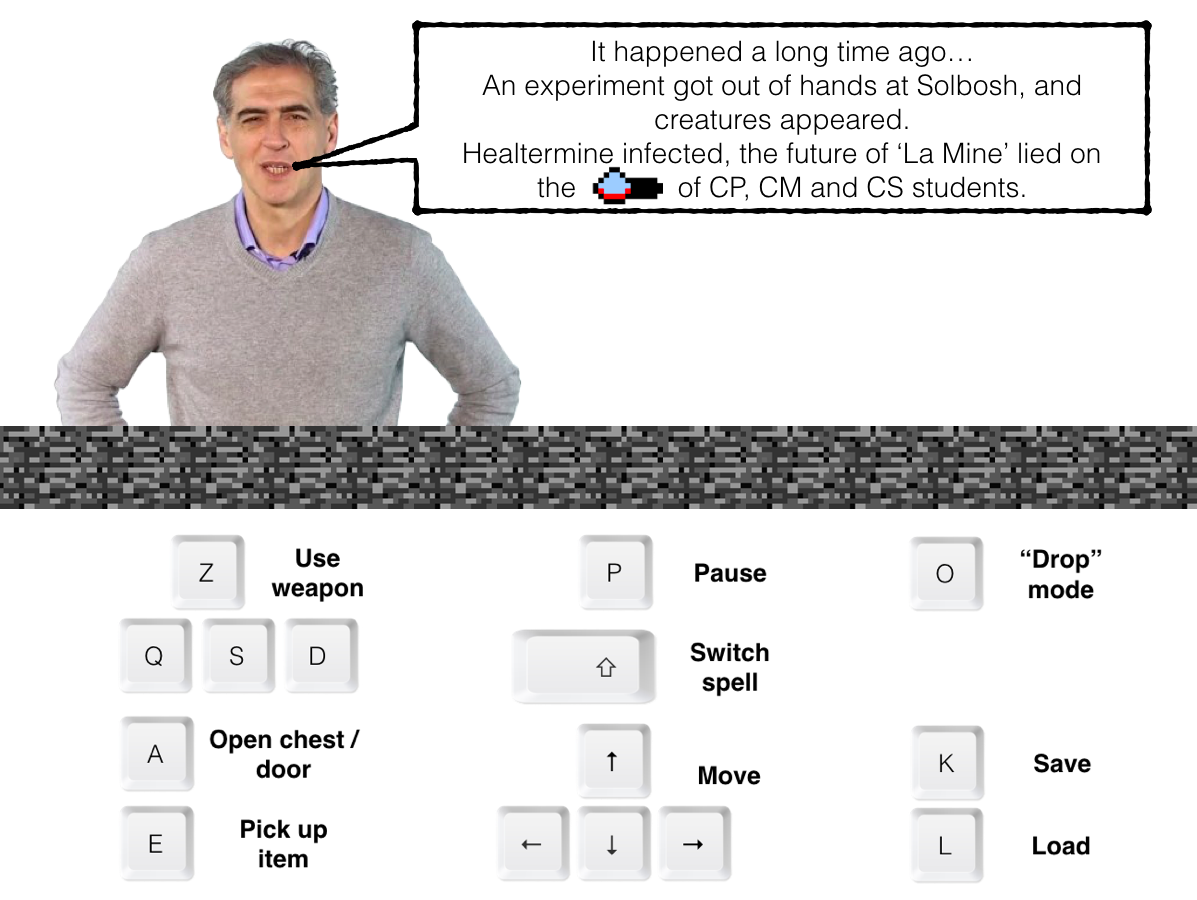 It happened a long time ago…
An experiment got out of hands at Solbosh, and
creatures appeared.
Healtermine infected, the future of ‘La Mine’ lied on
the of CP, CM and CS students.
Z
Use
weapon
Q S D
A
Open chest /
door
E
Pick up
item
P
Pause
⇧
Switch
spell
↑
Move
← ↓ →
O
“Drop”
mode
K
Save
L
Load